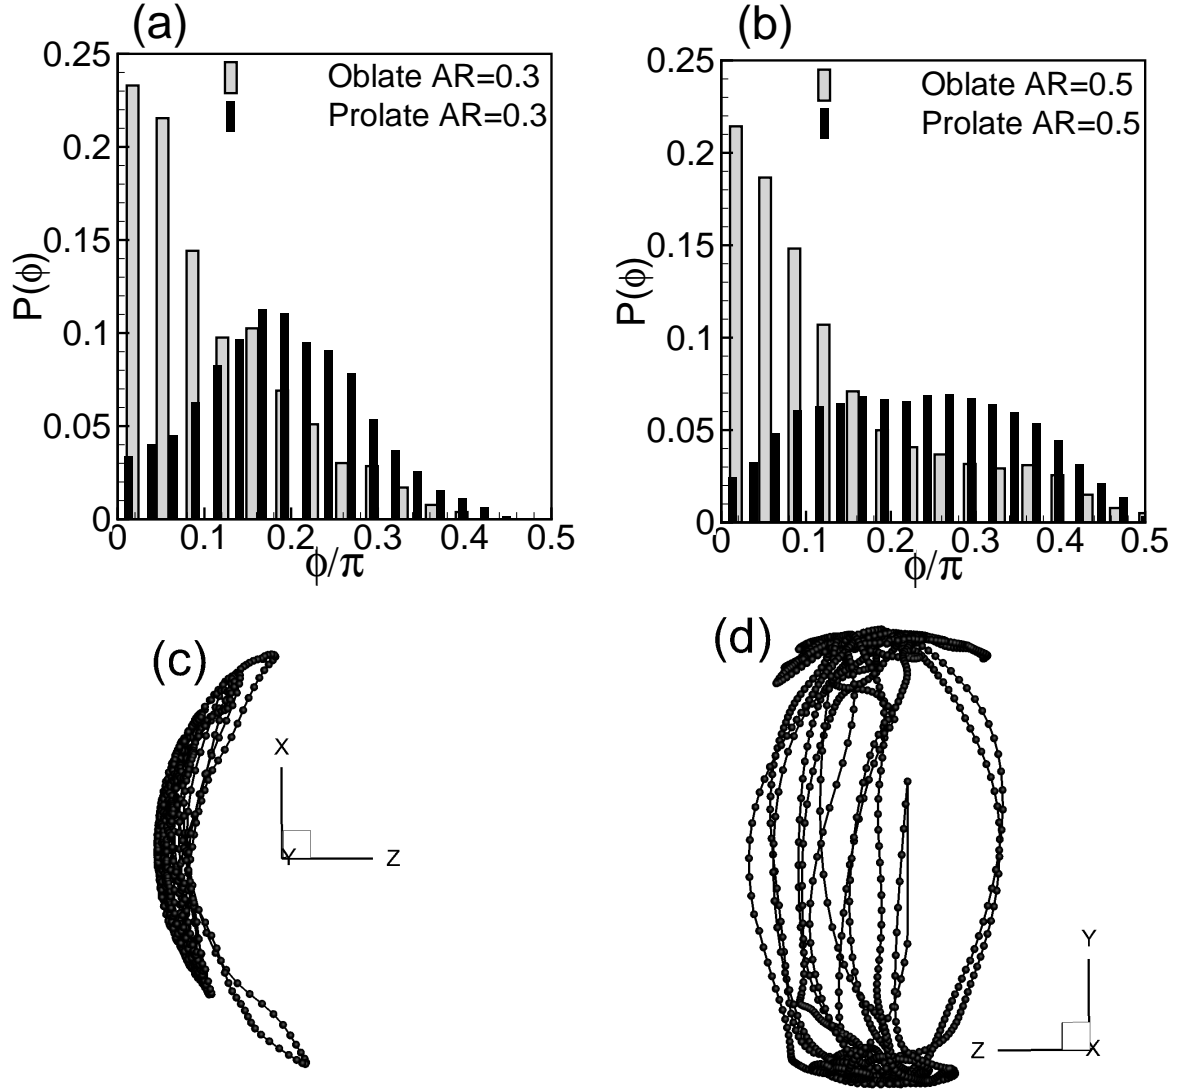 (a)
0.25
0.2
0.15
0.1
0.05
0
P(ϕ)
Oblate AR=0.3
Prolate AR=0.3
0 0.1 0.2 0.3 0.4 0.5
ϕ/π
(b)
0.25
0.2
0.15
0.1
0.05
0
P(ϕ)
Oblate AR=0.5
Prolate AR=0.5
0 0.1 0.2 0.3 0.4 0.5
ϕ/π
(c)
X
Y
Z
(d)
Y
Z
X